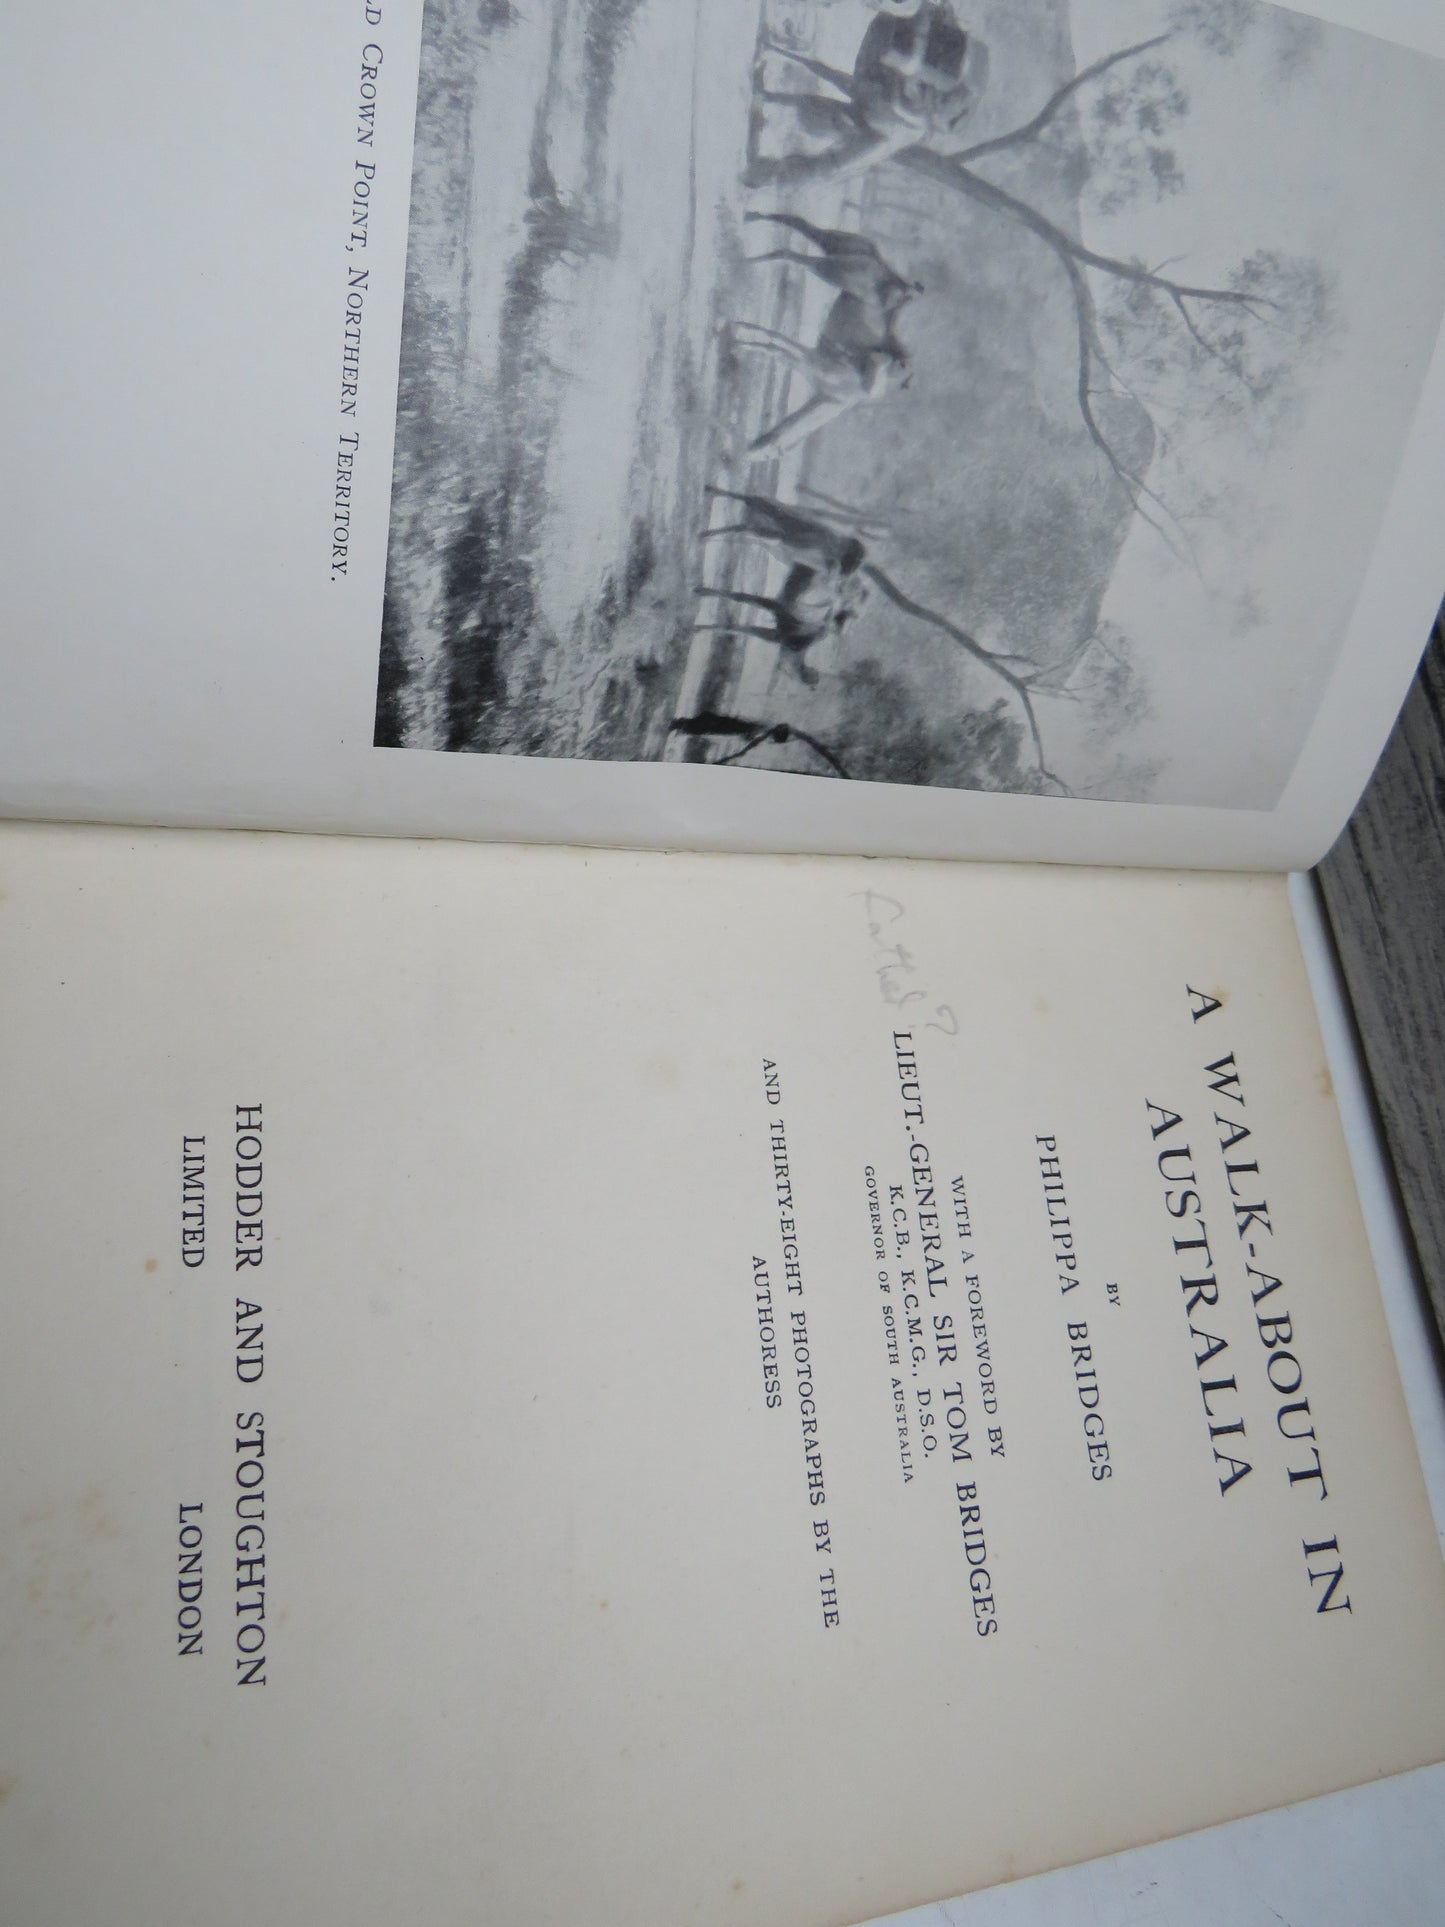 CROWN POINT, NORTHERN TERRITORY.
A WALK-ABOUT IN
AUSTRALIA
BY
PHILIPPA BRIDGES
WITH A FOREWORD BY
LIEUT.-GENERAL SIR TOM BRIDGES
K.C.B., K.C.M.G., D.S.O.
GOVERNOR OF SOUTH AUSTRALIA
AND THIRTY-EIGHT PHOTOGRAPHS BY THE
AUTHORESS
HODDER AND STOUGHTON
LIMITED LONDON